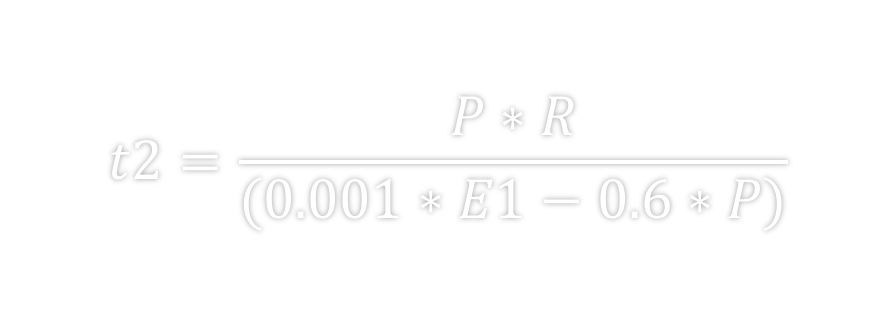 t2 = P * R / (0.001 * E1 − 0.6 * P)